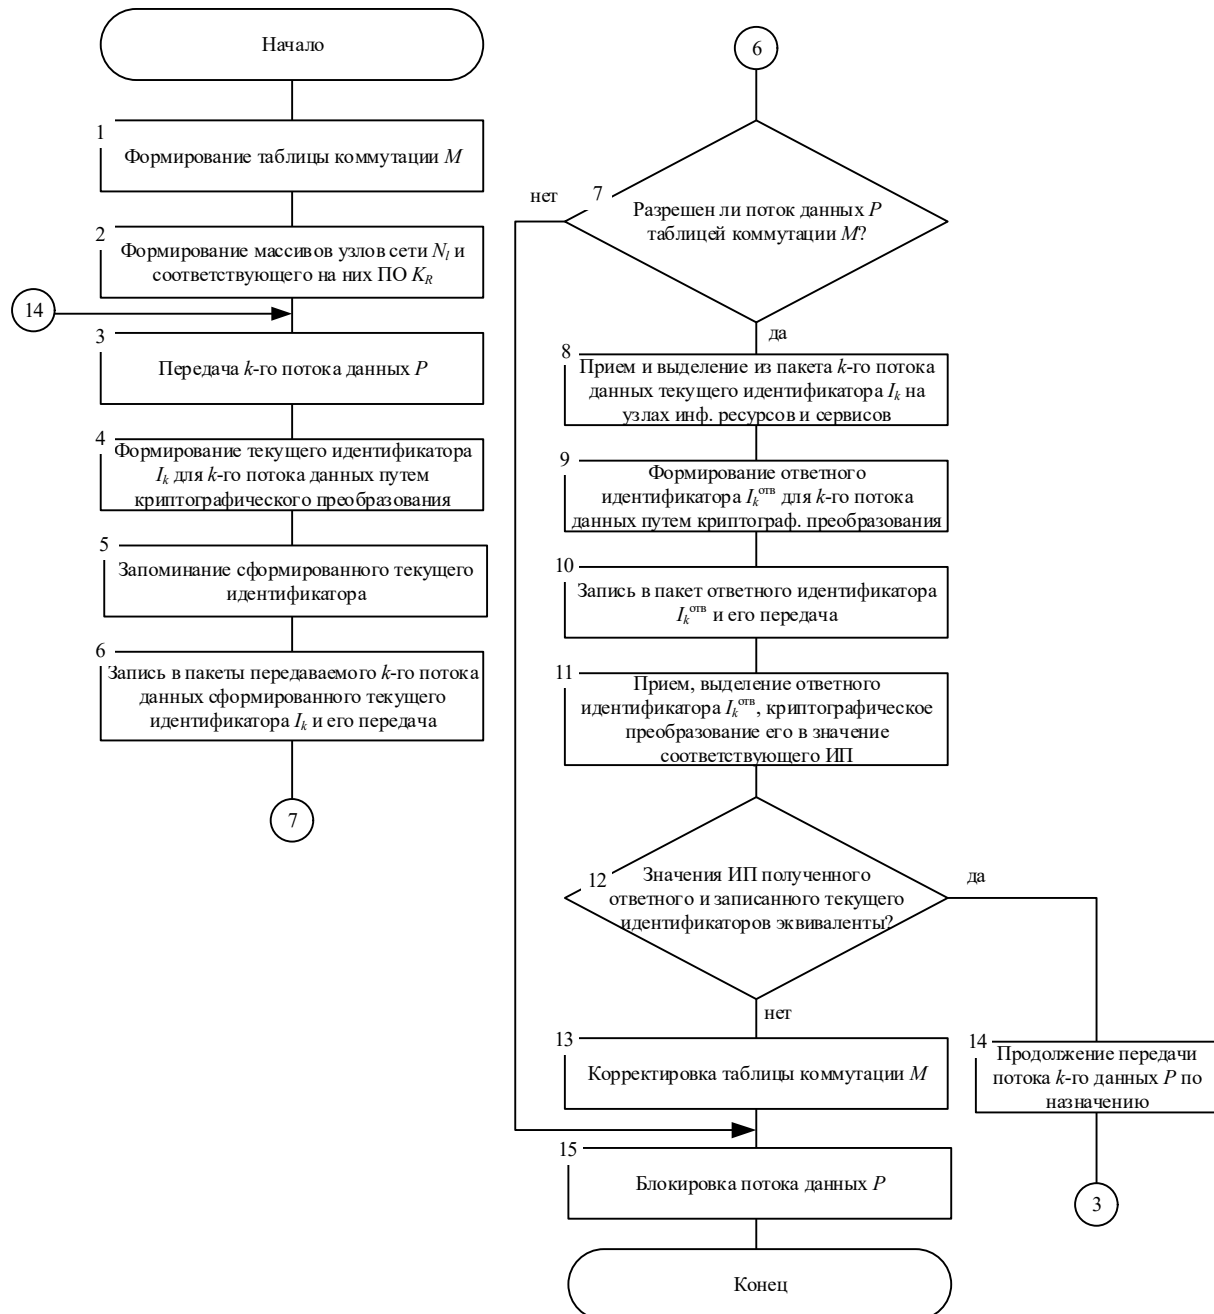 Начало
1
Формирование таблицы коммутации M
2
Формирование массивов узлов сети N_l и
соответствующего на них ПО K_R
14
3
Передача k-го потока данных P
4
Формирование текущего идентификатора
I_k для k-го потока данных путем
криптографического преобразования
5
Запоминание сформированного текущего
идентификатора
6
Запись в пакеты передаваемого k-го потока
данных сформированного текущего
идентификатора I_k и его передача
7
6
нет
7
Разрешен ли поток данных P
таблицей коммутации M?
да
8
Прием и выделение из пакета k-го потока
данных текущего идентификатора I_k на
узлах инф. ресурсов и сервисов
9
Формирование ответного
идентификатора I_k^отв для k-го потока
данных путем криптограф. преобразования
10
Запись в пакет ответного идентификатора
I_k^отв и его передача
11
Прием, выделение ответного
идентификатора I_k^отв, криптографическое
преобразование его в значение
соответствующего ИП
12
Значения ИП полученного
ответного и записанного текущего
идентификаторов эквиваленты?
да
нет
13
Корректировка таблицы коммутации M
14
Продолжение передачи
потока k-го данных P по
назначению
15
Блокировка потока данных P
3
Конец